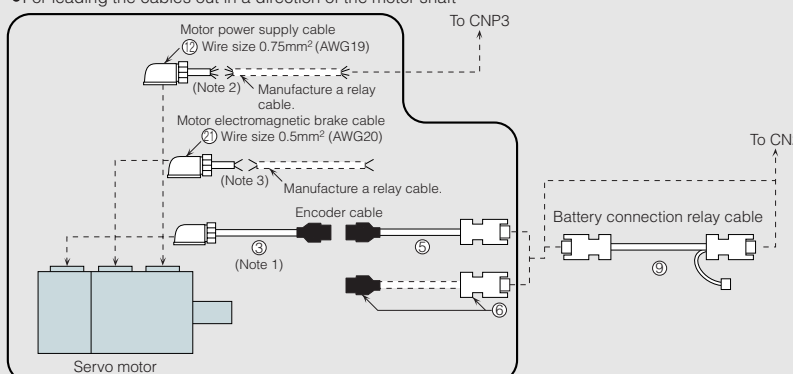 ●For leading the cables out in a direction of the motor shaft
To CNP3
Motor power supply cable
⑫ Wire size 0.75mm² (AWG19)
(Note 2)
Manufacture a relay
cable.
Motor electromagnetic brake cable
㉑ Wire size 0.5mm² (AWG20)
(Note 3)
Manufacture a relay cable.
To CN
Encoder cable
Battery connection relay cable
③
(Note 1)
⑤
⑨
⑥
Servo motor